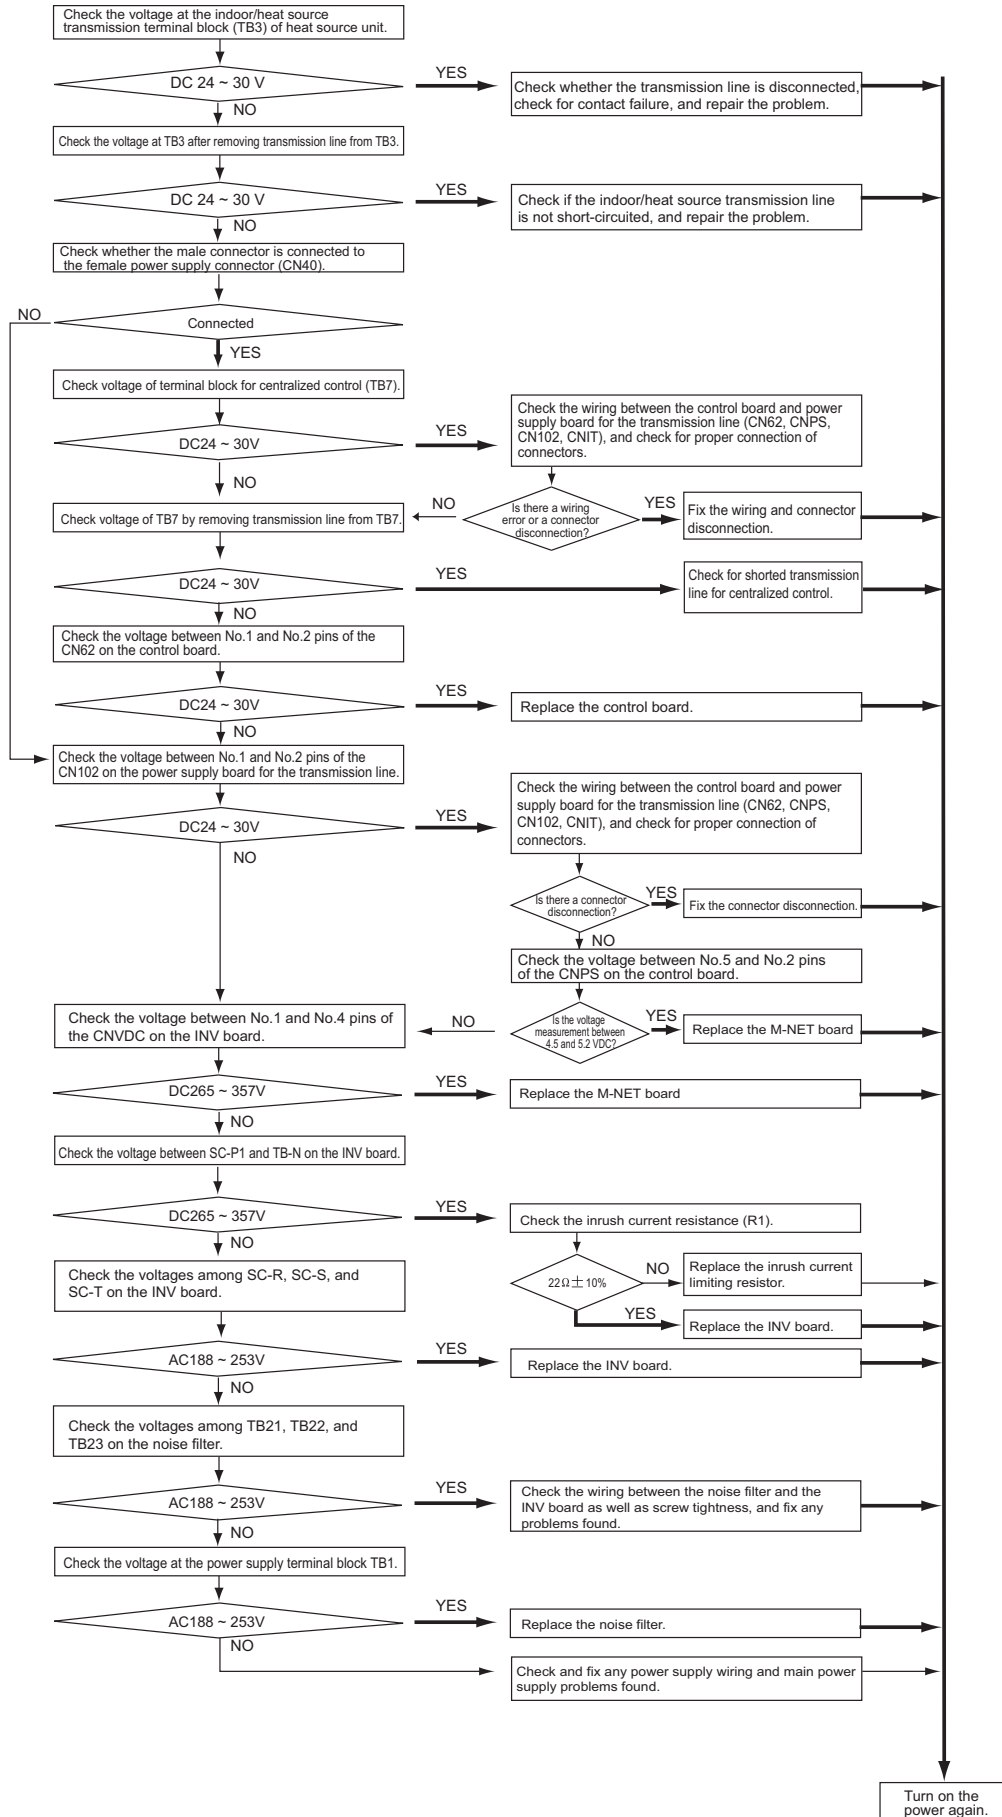 Check the voltage at the indoor/heat source
transmission terminal block (TB3) of heat source unit.
DC 24 ~ 30 V
YES
Check whether the transmission line is disconnected,
check for contact failure, and repair the problem.
NO
Check the voltage at TB3 after removing transmission line from TB3.
DC 24 ~ 30 V
YES
Check if the indoor/heat source transmission line
is not short-circuited, and repair the problem.
NO
Check whether the male connector is connected to
the female power supply connector (CN40).
NO
Connected
YES
Check voltage of terminal block for centralized control (TB7).
DC24 ~ 30V
YES
Check the wiring between the control board and power
supply board for the transmission line (CN62, CNPS,
CN102, CNIT), and check for proper connection of
connectors.
NO
Is there a wiring
error or a connector
disconnection?
NO
YES
Fix the wiring and connector
disconnection.
Check voltage of TB7 by removing transmission line from TB7.
DC24 ~ 30V
YES
Check for shorted transmission
line for centralized control.
NO
Check the voltage between No.1 and No.2 pins of the
CN62 on the control board.
DC24 ~ 30V
YES
Replace the control board.
NO
Check the voltage between No.1 and No.2 pins of the
CN102 on the power supply board for the transmission line.
DC24 ~ 30V
YES
Check the wiring between the control board and power
supply board for the transmission line (CN62, CNPS,
CN102, CNIT), and check for proper connection of
connectors.
NO
Is there a connector
disconnection?
YES
Fix the connector disconnection.
NO
Check the voltage between No.5 and No.2 pins
of the CNPS on the control board.
Is the voltage
measurement between
4.5 and 5.2 VDC?
NO
YES
Replace the M-NET board
Check the voltage between No.1 and No.4 pins of
the CNVDC on the INV board.
DC265 ~ 357V
YES
Replace the M-NET board
NO
Check the voltage between SC-P1 and TB-N on the INV board.
DC265 ~ 357V
YES
Check the inrush current resistance (R1).
NO
22Ω±10%
NO
Replace the inrush current
limiting resistor.
YES
Replace the INV board.
Check the voltages among SC-R, SC-S, and
SC-T on the INV board.
AC188 ~ 253V
YES
Replace the INV board.
NO
Check the voltages among TB21, TB22, and
TB23 on the noise filter.
AC188 ~ 253V
YES
Check the wiring between the noise filter and the
INV board as well as screw tightness, and fix any
problems found.
NO
Check the voltage at the power supply terminal block TB1.
AC188 ~ 253V
YES
Replace the noise filter.
NO
Check and fix any power supply wiring and main power
supply problems found.
Turn on the
power again.